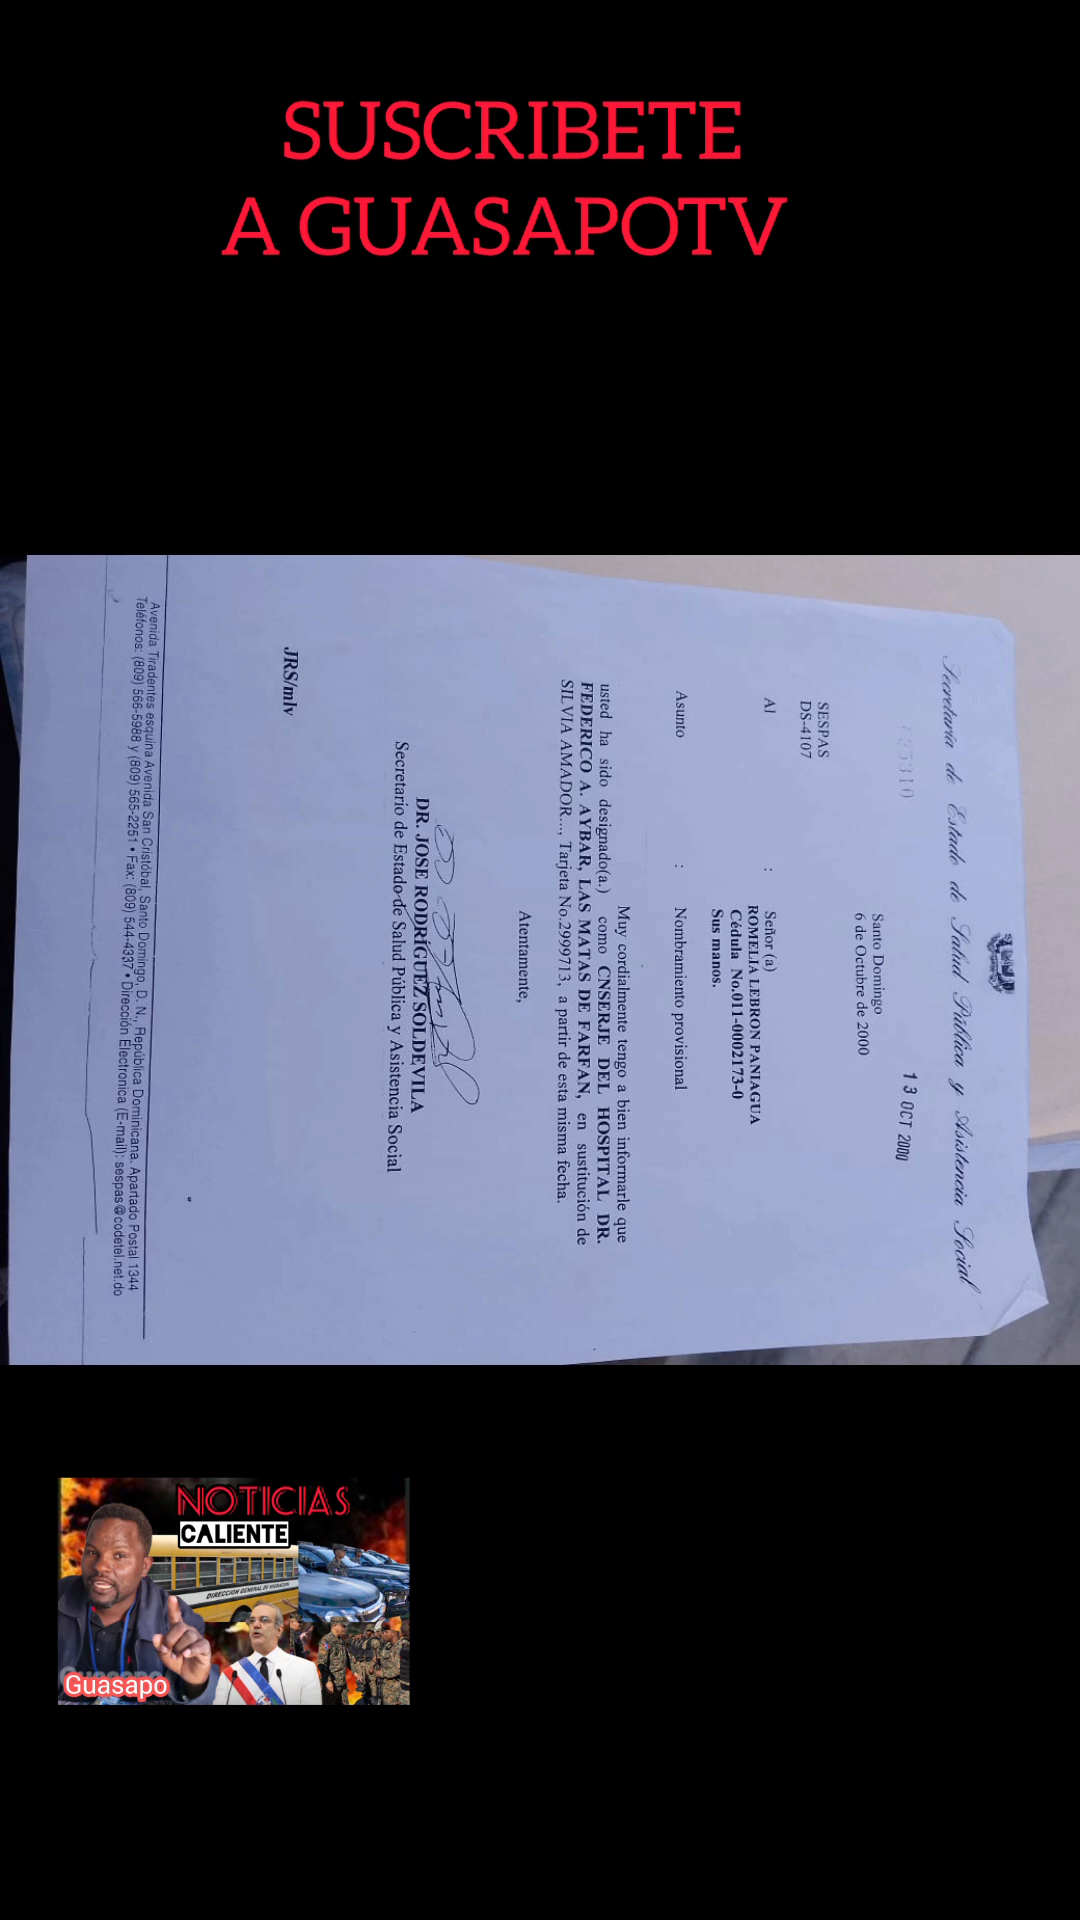 SUSCRIBETE
A GUASAPOTV
Secretaría de Estado de Salud Pública y Asistencia Social
13 OCT 2000
Santo Domingo
6 de Octubre de 2000
SESPAS
DS-4107
Al : Señor (a)
ROMELIA LEBRON PANIAGUA
Cédula No.011-0002173-0
Sus manos.
Asunto : Nombramiento provisional
Muy cordialmente tengo a bien informarle que
usted ha sido designado(a.) como CNSERJE DEL HOSPITAL DR.
FEDERICO A. AYBAR, LAS MATAS DE FARFAN, en sustitución de
SILVIA AMADOR..., Tarjeta No.2999713, a partir de esta misma fecha.
Atentamente,
DR. JOSE RODRÍGUEZ SOLDEVILA
Secretario de Estado de Salud Pública y Asistencia Social
JRS/mlv
Avenida Tiradentes esquina Avenida San Cristóbal, Santo Domingo, D. N., República Dominicana. Apartado Postal 1344
Teléfonos: (809) 566-5988 y (809) 565-2251 • Fax: (809) 544-4337 • Dirección Electronica (E-mail): sespas@codetel.net.do
NOTICIAS
CALIENTE
DIRECCION GENERAL DE MIGRACION
Guasapo